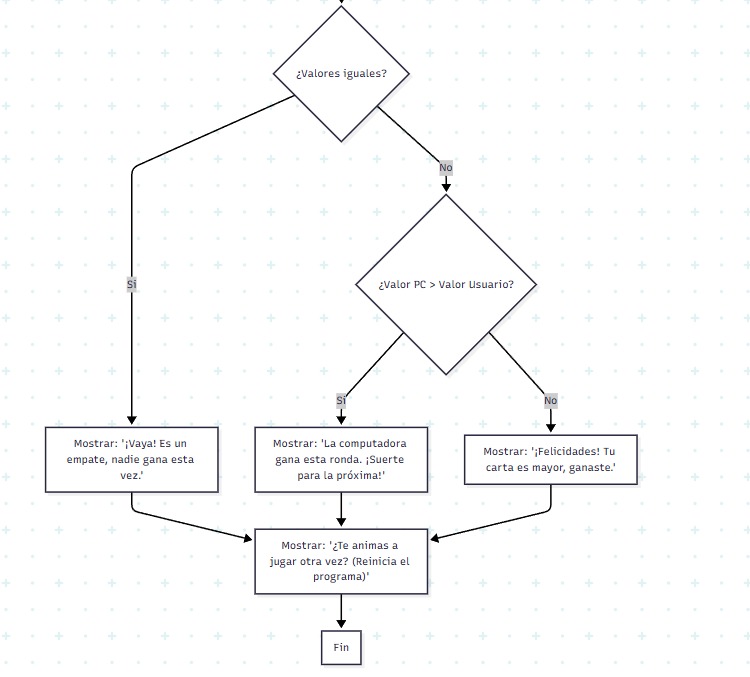 ¿Valores iguales?
No
Si
¿Valor PC > Valor Usuario?
Si
No
Mostrar: '¡Vaya! Es un
empate, nadie gana esta
vez.'
Mostrar: 'La computadora
gana esta ronda. ¡Suerte
para la próxima!'
Mostrar: '¡Felicidades! Tu
carta es mayor, ganaste.'
Mostrar: '¿Te animas a
jugar otra vez? (Reinicia el
programa)'
Fin